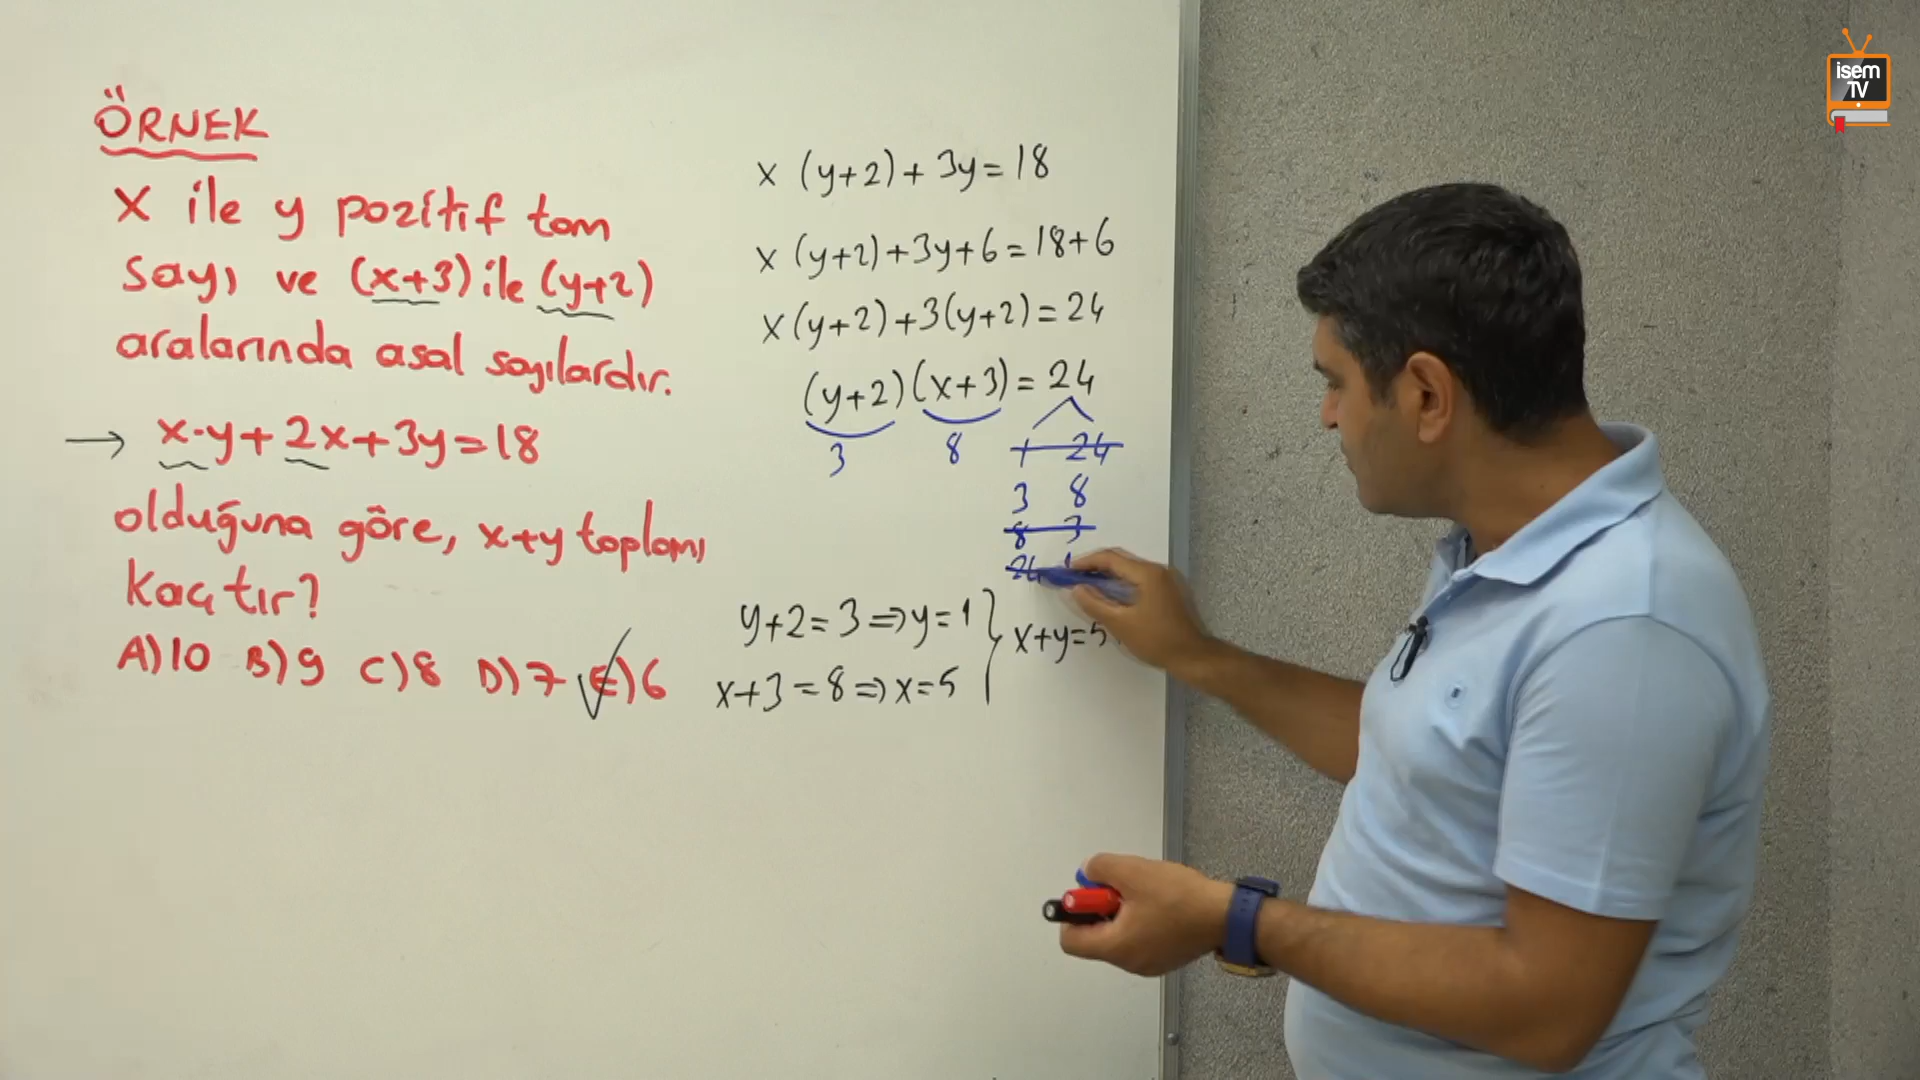 ÖRNEK
x ile y pozitif tam
sayı ve (x+3) ile (y+2)
aralarında asal sayılardır.
→ x·y+2x+3y=18
olduğuna göre, x+y toplamı
kaçtır?
A)10 B)9 C)8 D)7 E)6
x (y+2)+3y=18
x (y+2)+3y+6=18+6
x(y+2)+3(y+2)=24
(y+2)(x+3)=24
3 8
1 24
3 8
8 3
24
y+2=3⇒y=1
x+3=8⇒x=5
x+y=5
isem
TV